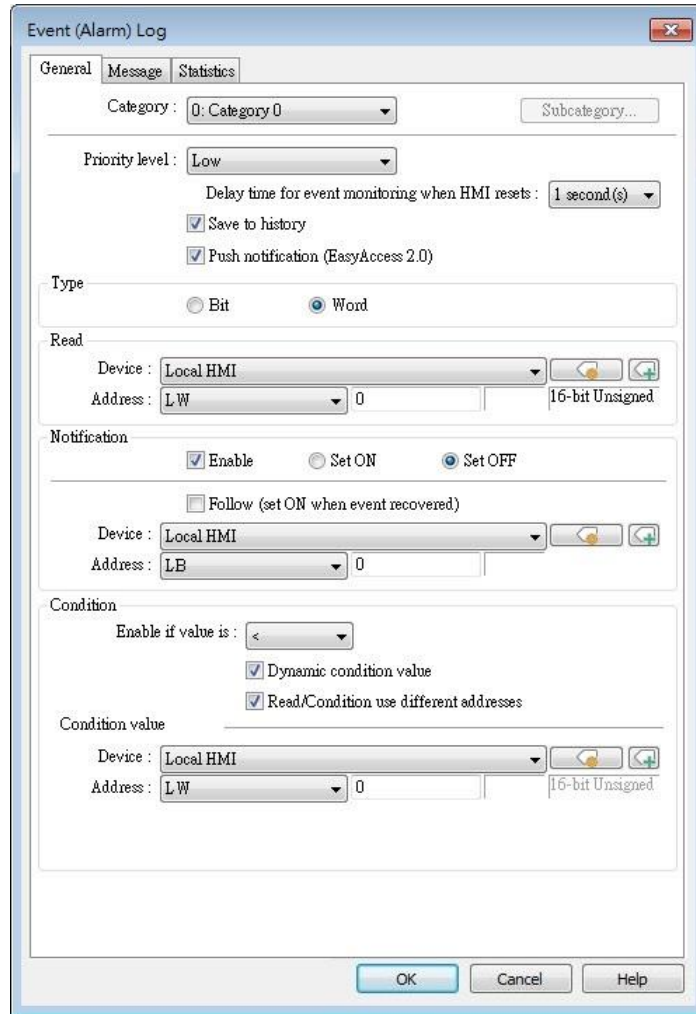 Event (Alarm) Log
General Message Statistics
Category : 0: Category 0 Subcategory...
Priority level : Low
Delay time for event monitoring when HMI resets : 1 second(s)
Save to history
Push notification (EasyAccess 2.0)
Type
Bit Word
Read
Device : Local HMI
Address : LW 0 16-bit Unsigned
Notification
Enable Set ON Set OFF
Follow (set ON when event recovered)
Device : Local HMI
Address : LB 0
Condition
Enable if value is : <
Dynamic condition value
Read/Condition use different addresses
Condition value
Device : Local HMI
Address : LW 0 16-bit Unsigned
OK Cancel Help